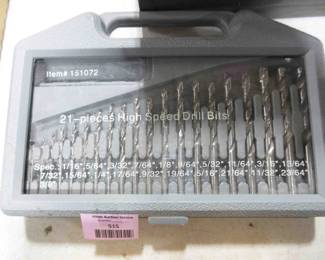 Item# 151072
21-pieces High Speed Drill Bits
Spec.: 1/16",5/64",3/32",7/64",1/8",9/64",5/32",11/64",3/16",13/64"
7/32",15/64",1/4",17/64",9/32",19/64",5/16",21/64",11/32",23/64"
3/8"
515